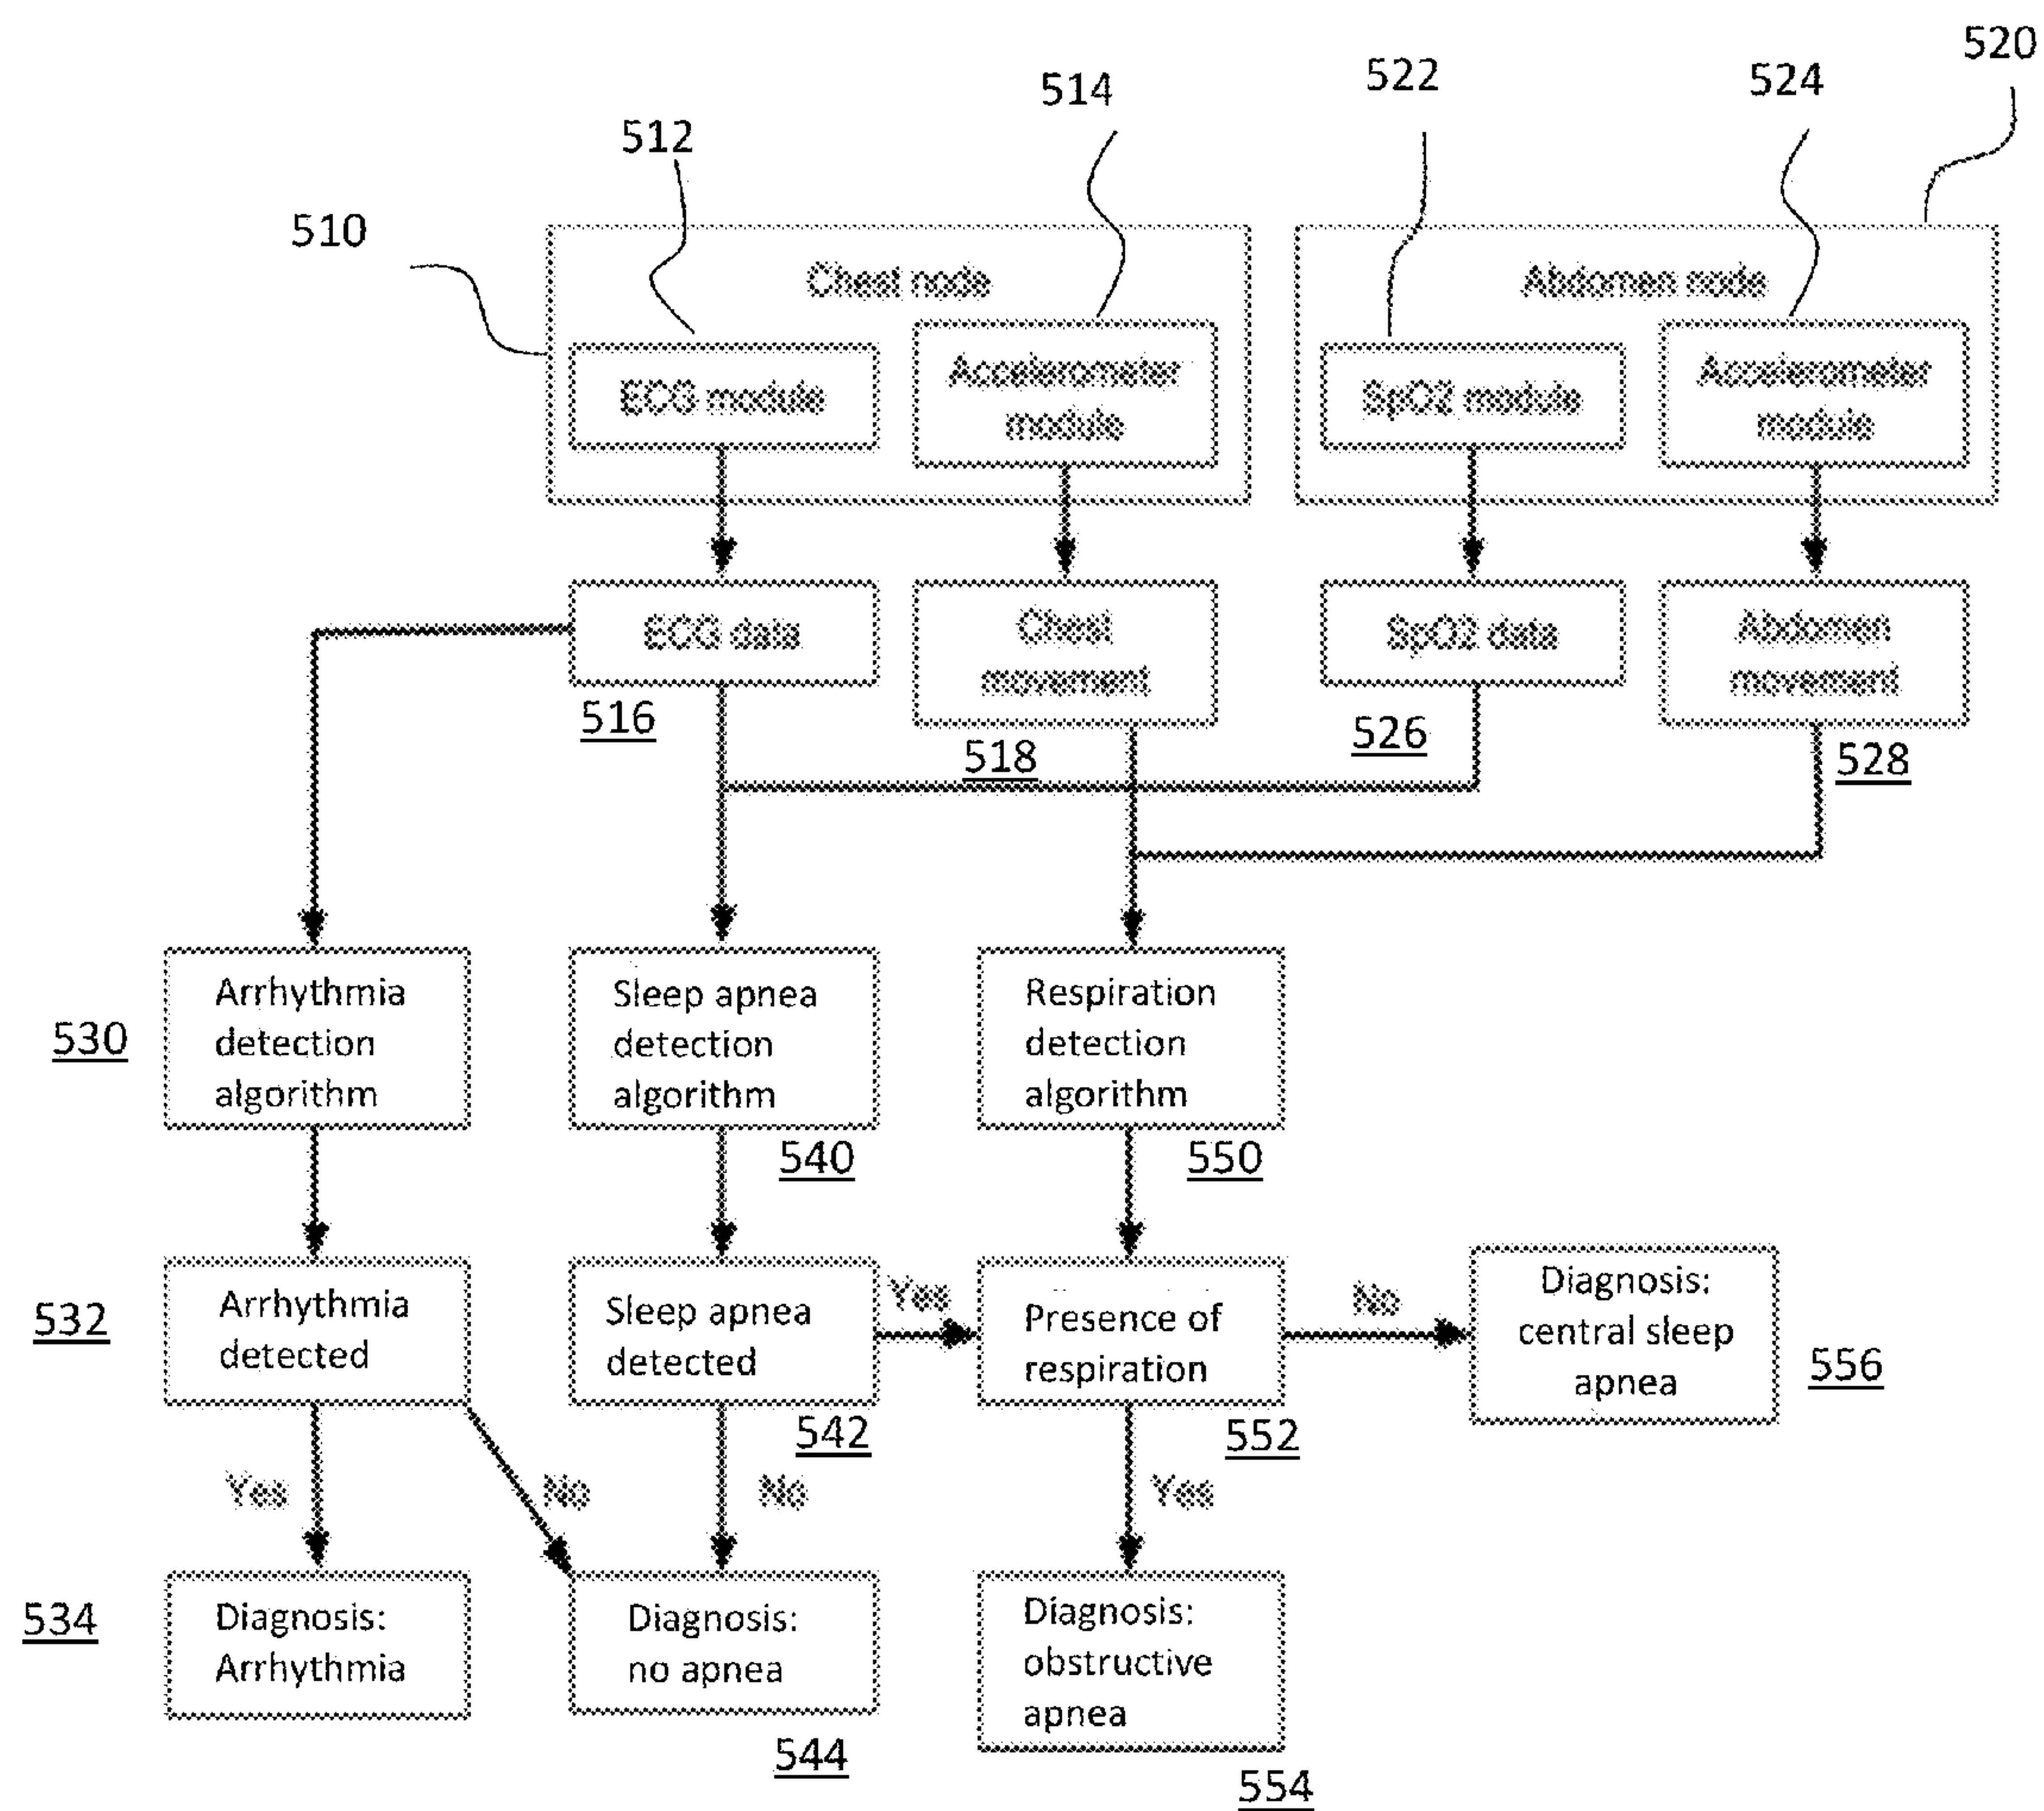 520
514
522
524
512
510
Chest node
Abdomen node
ECG module
Accelerometer
module
SpO2 module
Accelerometer
module
ECG data
Chest
movement
SpO2 data
Abdomen
movement
516
518
526
528
530
Arrhythmia
detection
algorithm
Sleep apnea
detection
algorithm
Respiration
detection
algorithm
540
550
532
Arrhythmia
detected
Sleep apnea
detected
Yes
Presence of
respiration
No
Diagnosis:
central sleep
apnea
556
542
552
Yes
No
No
Yes
534
Diagnosis:
Arrhythmia
Diagnosis:
no apnea
Diagnosis:
obstructive
apnea
544
554